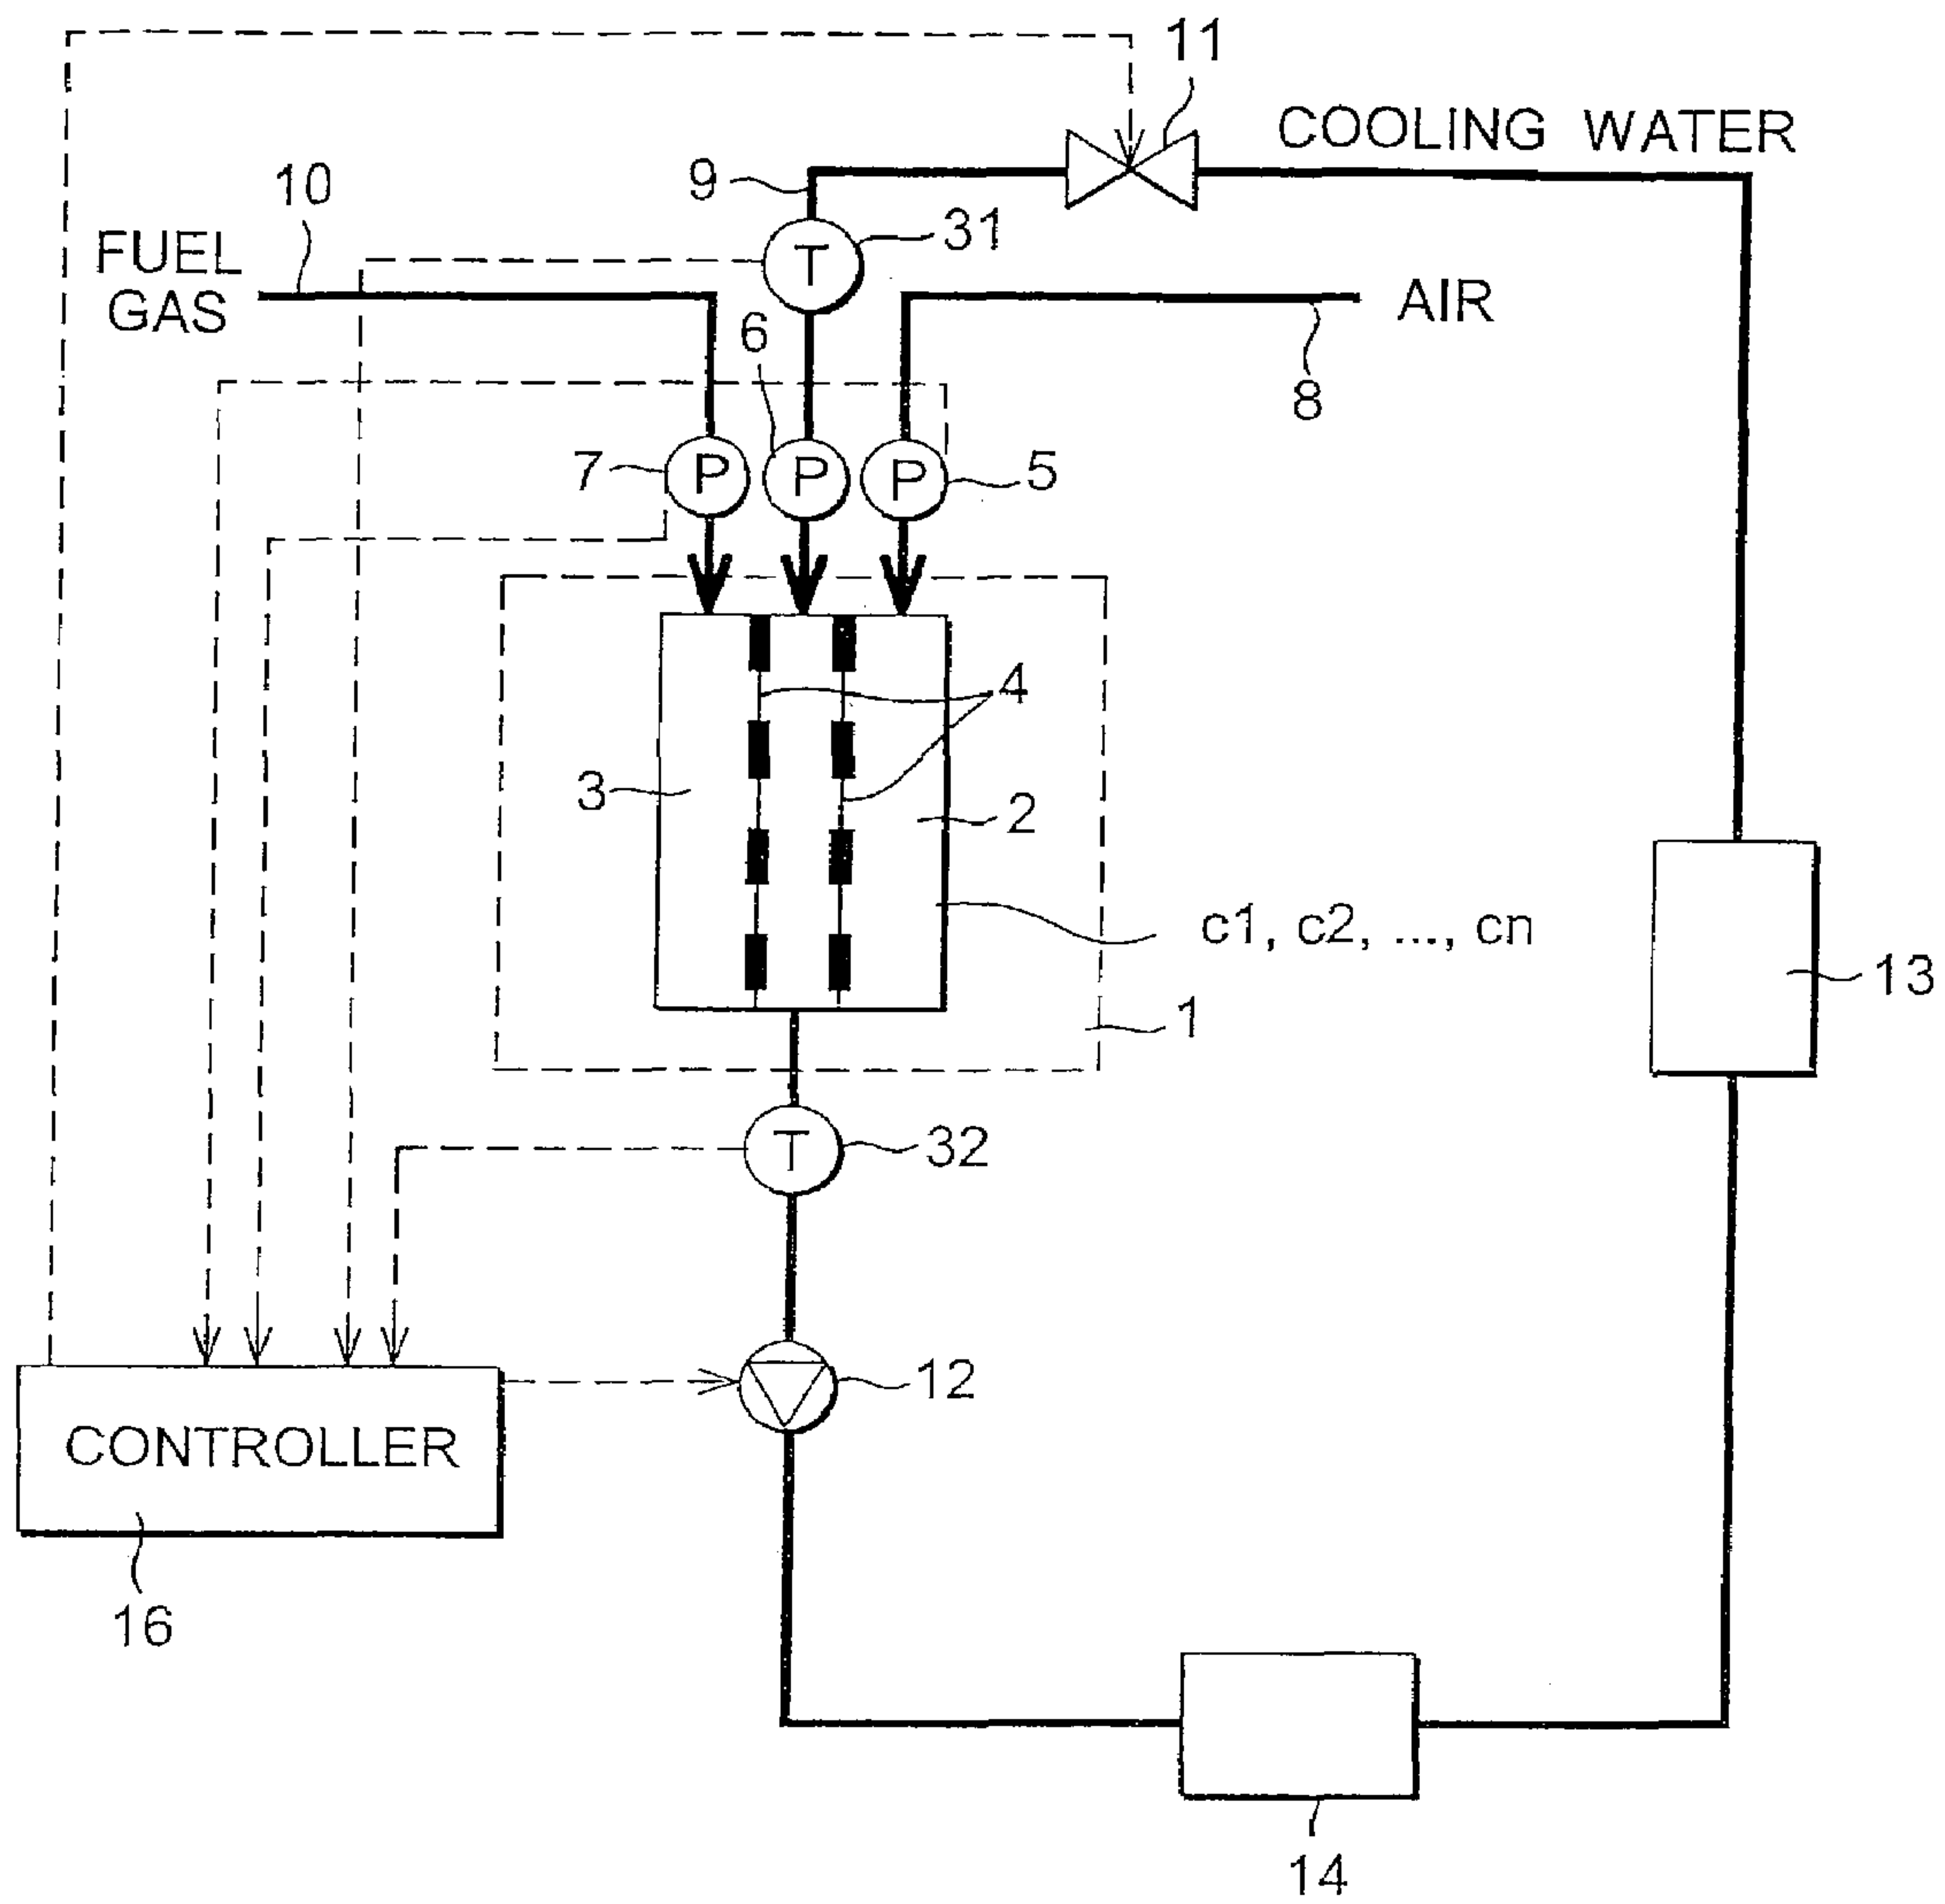 11
COOLING WATER
10
9
31
FUEL
GAS
T
AIR
6
8
7
P
P
P
5
4
3
2
c1, c2, ..., cn
13
1
T
32
12
CONTROLLER
16
14